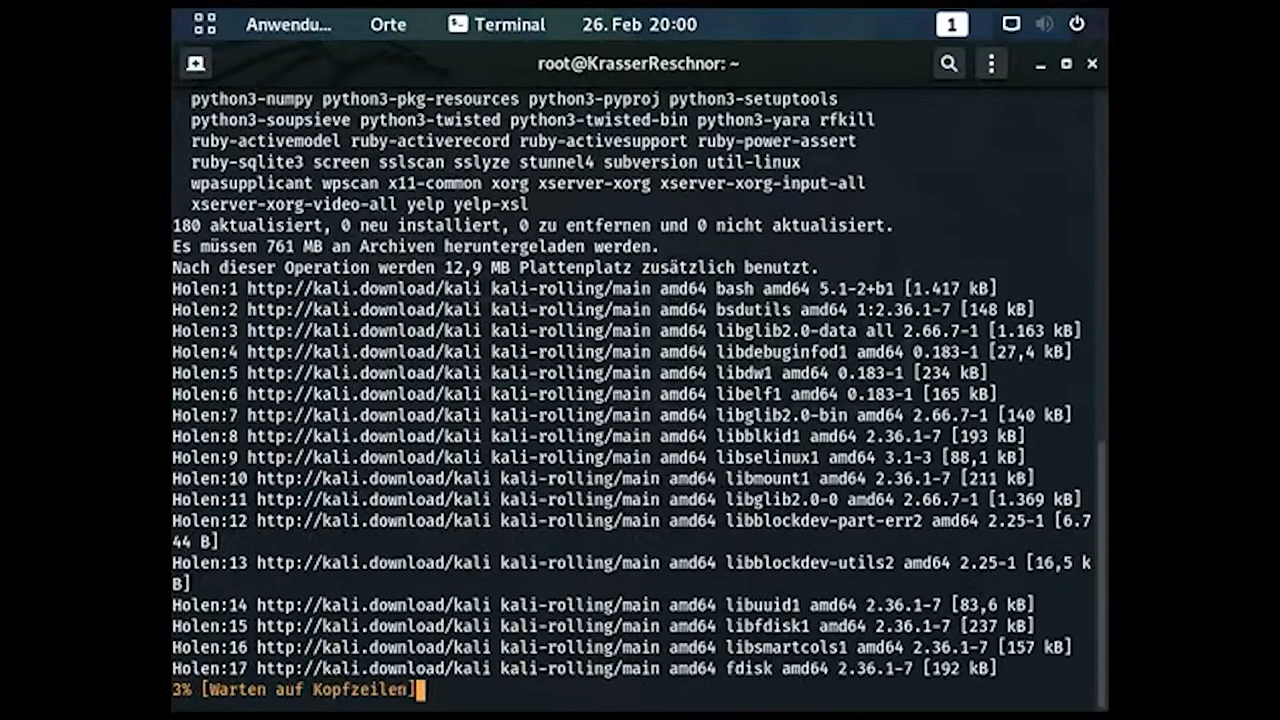 Anwendu... Orte Terminal 26. Feb 20:00 1
root@KrasserReschnor: ~
python3-numpy python3-pkg-resources python3-pyproj python3-setuptools
python3-soupsieve python3-twisted python3-twisted-bin python3-yara rfkill
ruby-activemodel ruby-activerecord ruby-activesupport ruby-power-assert
ruby-sqlite3 screen sslscan sslyze stunnel4 subversion util-linux
wpasupplicant wpscan x11-common xorg xserver-xorg xserver-xorg-input-all
xserver-xorg-video-all yelp yelp-xsl
180 aktualisiert, 0 neu installiert, 0 zu entfernen und 0 nicht aktualisiert.
Es müssen 761 MB an Archiven heruntergeladen werden.
Nach dieser Operation werden 12,9 MB Plattenplatz zusätzlich benutzt.
Holen:1 http://kali.download/kali kali-rolling/main amd64 bash amd64 5.1-2+b1 [1.417 kB]
Holen:2 http://kali.download/kali kali-rolling/main amd64 bsdutils amd64 1:2.36.1-7 [148 kB]
Holen:3 http://kali.download/kali kali-rolling/main amd64 libglib2.0-data all 2.66.7-1 [1.163 kB]
Holen:4 http://kali.download/kali kali-rolling/main amd64 libdebuginfod1 amd64 0.183-1 [27,4 kB]
Holen:5 http://kali.download/kali kali-rolling/main amd64 libdw1 amd64 0.183-1 [234 kB]
Holen:6 http://kali.download/kali kali-rolling/main amd64 libelf1 amd64 0.183-1 [165 kB]
Holen:7 http://kali.download/kali kali-rolling/main amd64 libglib2.0-bin amd64 2.66.7-1 [140 kB]
Holen:8 http://kali.download/kali kali-rolling/main amd64 libblkid1 amd64 2.36.1-7 [193 kB]
Holen:9 http://kali.download/kali kali-rolling/main amd64 libselinux1 amd64 3.1-3 [88,1 kB]
Holen:10 http://kali.download/kali kali-rolling/main amd64 libmount1 amd64 2.36.1-7 [211 kB]
Holen:11 http://kali.download/kali kali-rolling/main amd64 libglib2.0-0 amd64 2.66.7-1 [1.369 kB]
Holen:12 http://kali.download/kali kali-rolling/main amd64 libblockdev-part-err2 amd64 2.25-1 [6.7
44 B]
Holen:13 http://kali.download/kali kali-rolling/main amd64 libblockdev-utils2 amd64 2.25-1 [16,5 k
B]
Holen:14 http://kali.download/kali kali-rolling/main amd64 libuuid1 amd64 2.36.1-7 [83,6 kB]
Holen:15 http://kali.download/kali kali-rolling/main amd64 libfdisk1 amd64 2.36.1-7 [237 kB]
Holen:16 http://kali.download/kali kali-rolling/main amd64 libsmartcols1 amd64 2.36.1-7 [157 kB]
Holen:17 http://kali.download/kali kali-rolling/main amd64 fdisk amd64 2.36.1-7 [192 kB]
3% [Warten auf Kopfzeilen]